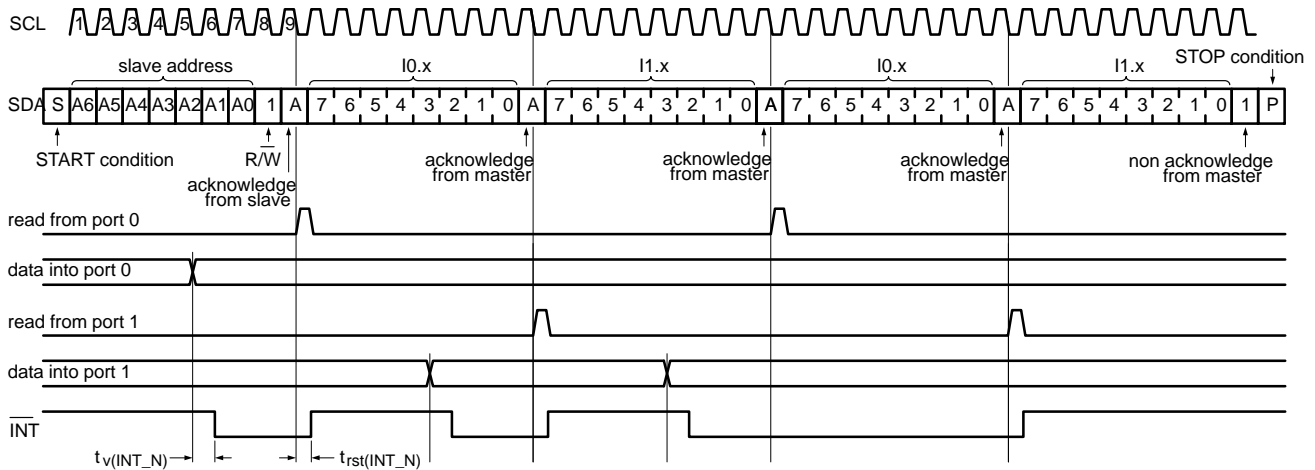 SCL 1 2 3 4 5 6 7 8 9
STOP condition
slave address I0.x I1.x I0.x I1.x
SDA S A6 A5 A4 A3 A2 A1 A0 1 A 7 6 5 4 3 2 1 0 A 7 6 5 4 3 2 1 0 A 7 6 5 4 3 2 1 0 A 7 6 5 4 3 2 1 0 1 P
START condition R/W acknowledge acknowledge acknowledge non acknowledge
from master from master from master from master
acknowledge
from slave
read from port 0
data into port 0
read from port 1
data into port 1
INT
tv(INT_N) trst(INT_N)